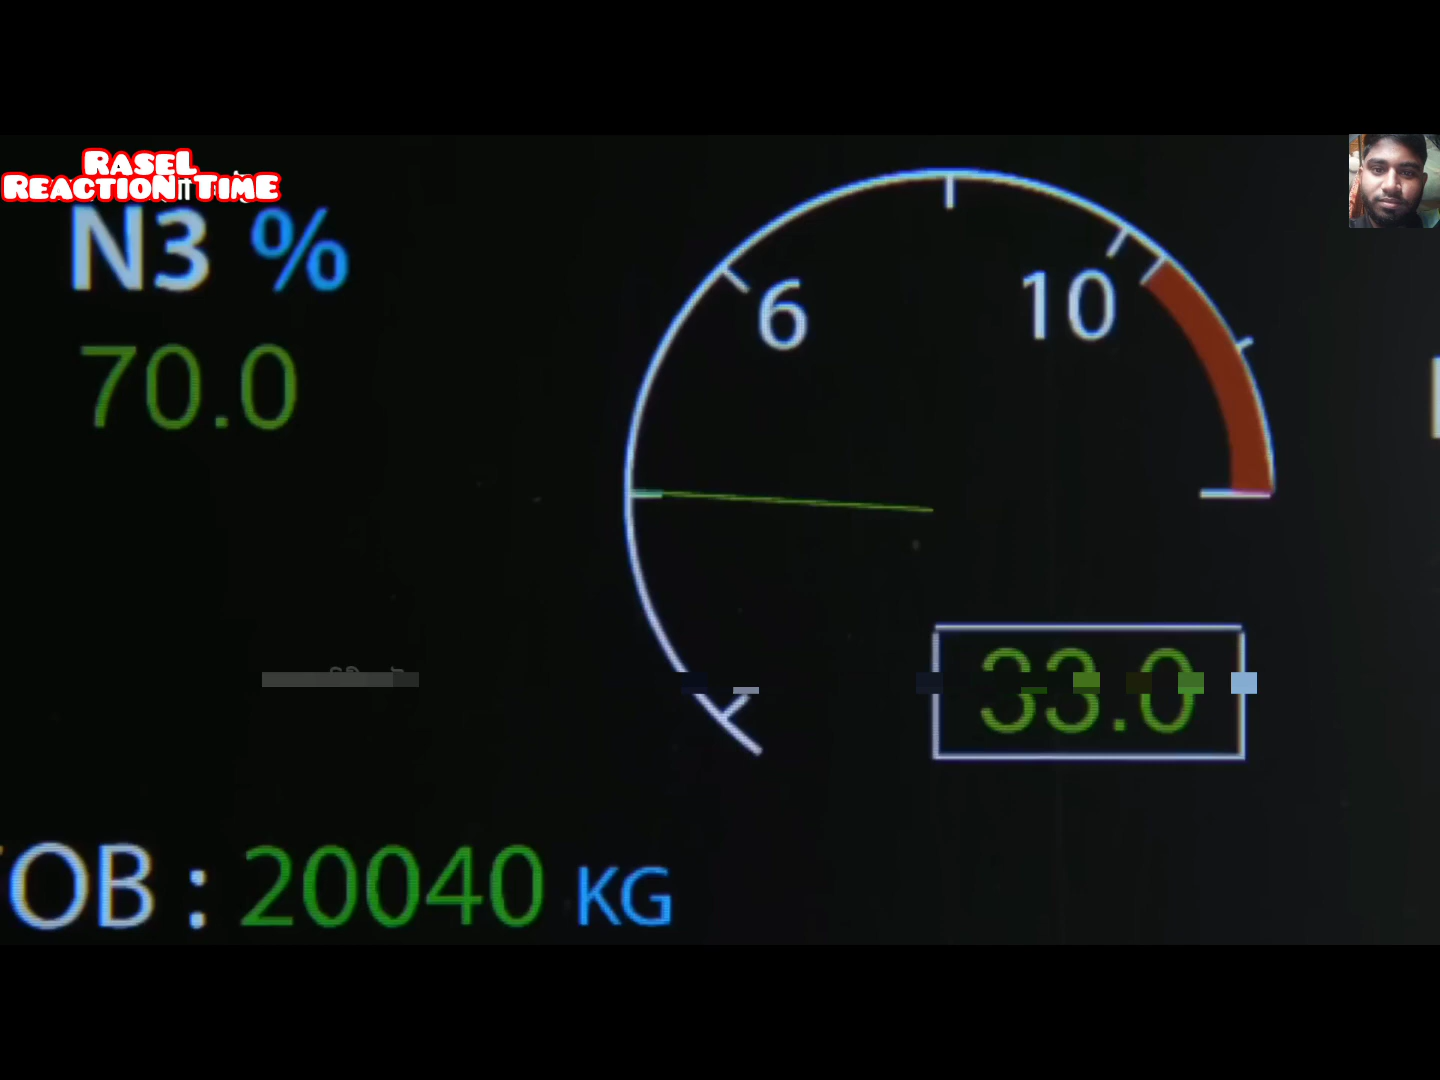 RASEL
REACTION TIME
N3 %
70.0
6
10
33.0
OB : 20040 KG